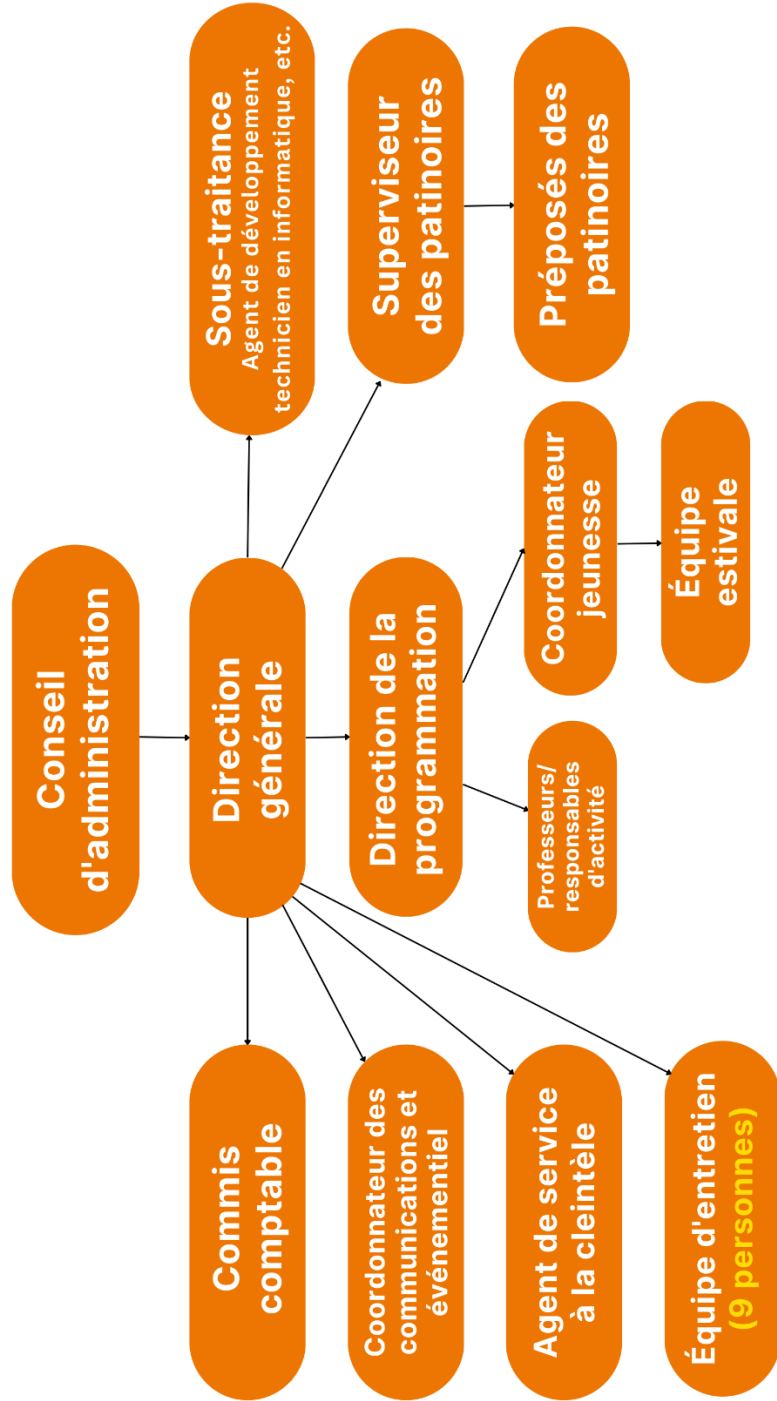 Conseil
d'administration
Direction
générale
Commis
comptable
Sous-traitance
Agent de développement
technicien en informatique, etc.
Coordonnateur des
communications et
événementiel
Direction de la
programmation
Superviseur
des patinoires
Agent de service
à la cleintèle
Professeurs/
responsables
d'activité
Coordonnateur
jeunesse
Préposés des
patinoires
Équipe d'entretien
(9 personnes)
Équipe
estivale